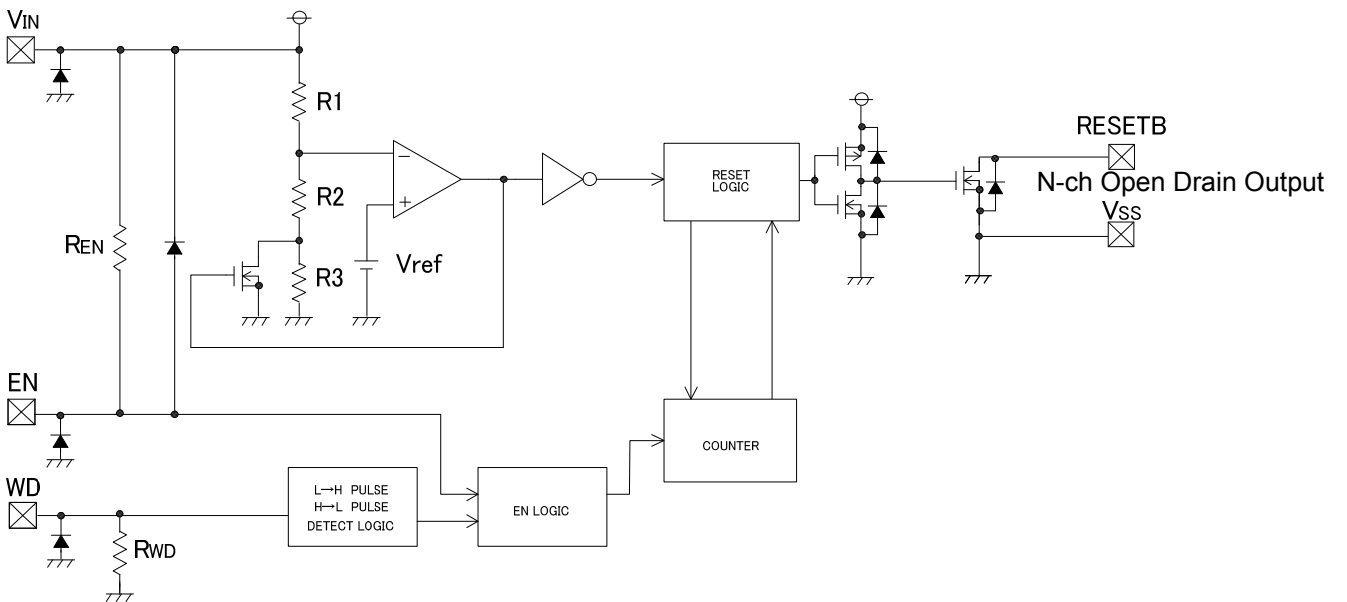 VIN
R1
RESETB
RESET
LOGIC
N-ch Open Drain Output
R2
VSS
REN
R3
Vref
EN
COUNTER
WD
L→H PULSE
H→L PULSE
DETECT LOGIC
EN LOGIC
RWD